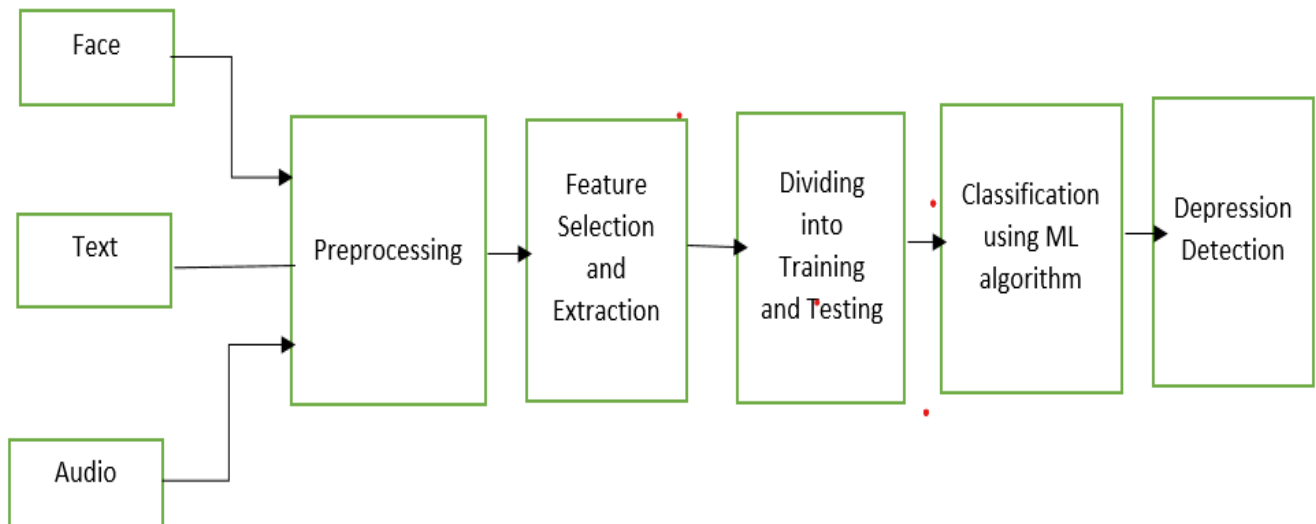 Face
Text
Audio
Preprocessing
Feature
Selection
and
Extraction
Dividing
into
Training
and Testing
Classification
using ML
algorithm
Depression
Detection